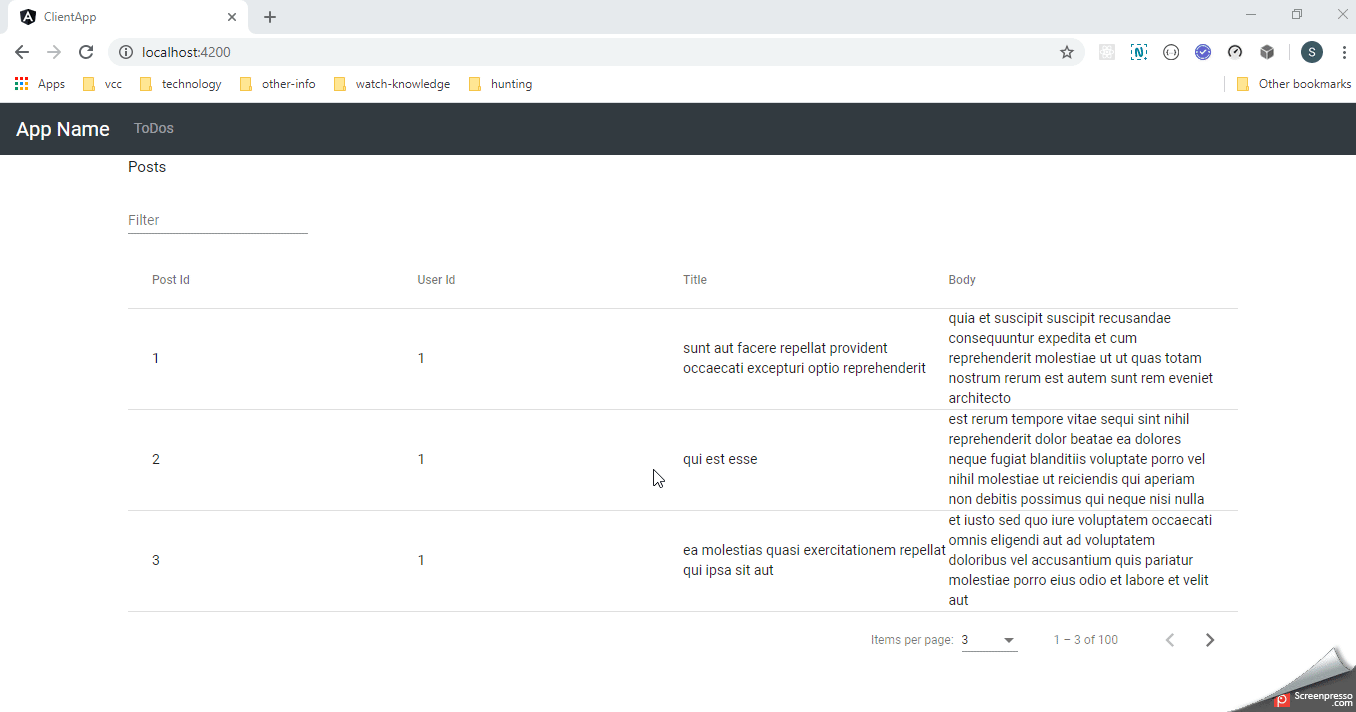 ClientApp
localhost:4200
S
Apps vcc technology other-info watch-knowledge hunting Other bookmarks
App Name ToDos
Posts
Filter
Post Id User Id Title Body
1 1 sunt aut facere repellat provident
occaecati excepturi optio reprehenderit
quia et suscipit suscipit recusandae
consequuntur expedita et cum
reprehenderit molestiae ut ut quas totam
nostrum rerum est autem sunt rem eveniet
architecto
2 1 qui est esse
est rerum tempore vitae sequi sint nihil
reprehenderit dolor beatae ea dolores
neque fugiat blanditiis voluptate porro vel
nihil molestiae ut reiciendis qui aperiam
non debitis possimus qui neque nisi nulla
3 1 ea molestias quasi exercitationem repellat
qui ipsa sit aut
et iusto sed quo iure voluptatem occaecati
omnis eligendi aut ad voluptatem
doloribus vel accusantium quis pariatur
molestiae porro eius odio et labore et velit
aut
Items per page: 3 1 – 3 of 100
Screenpresso
.com